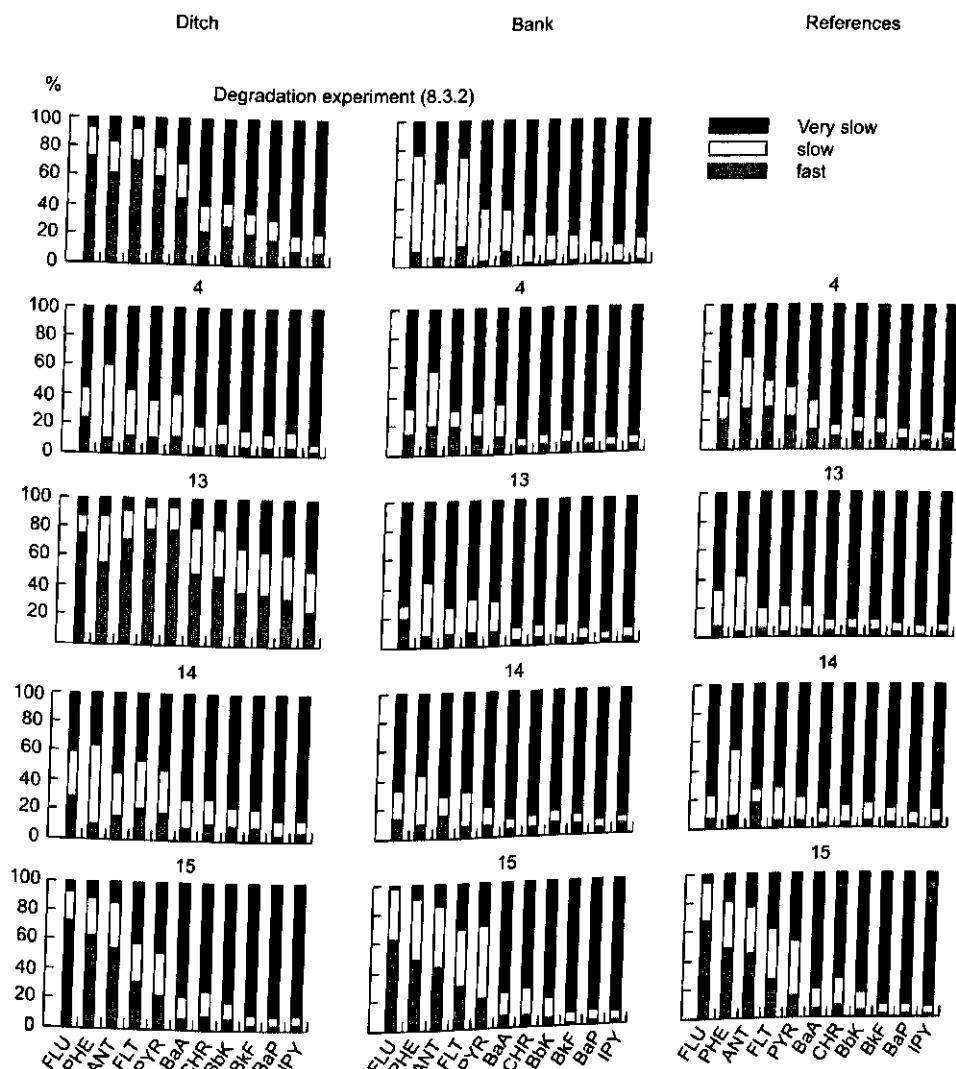 Ditch Bank References
%
Degradation experiment (8.3.2)
100
80
60
40
20
0
Very slow
slow
fast
4 4 4
100
80
60
40
20
0
13 13 13
100
80
60
40
20
14 14 14
100
80
60
40
20
0
15 15 15
100
80
60
40
20
0
FLU PHE ANT FLT PYR BaA CHR BbK BkF BaP IPY
FLU PHE ANT FLT PYR BaA CHR BbK BkF BaP IPY
FLU PHE ANT FLT PYR BaA CHR BbK BkF BaP IPY